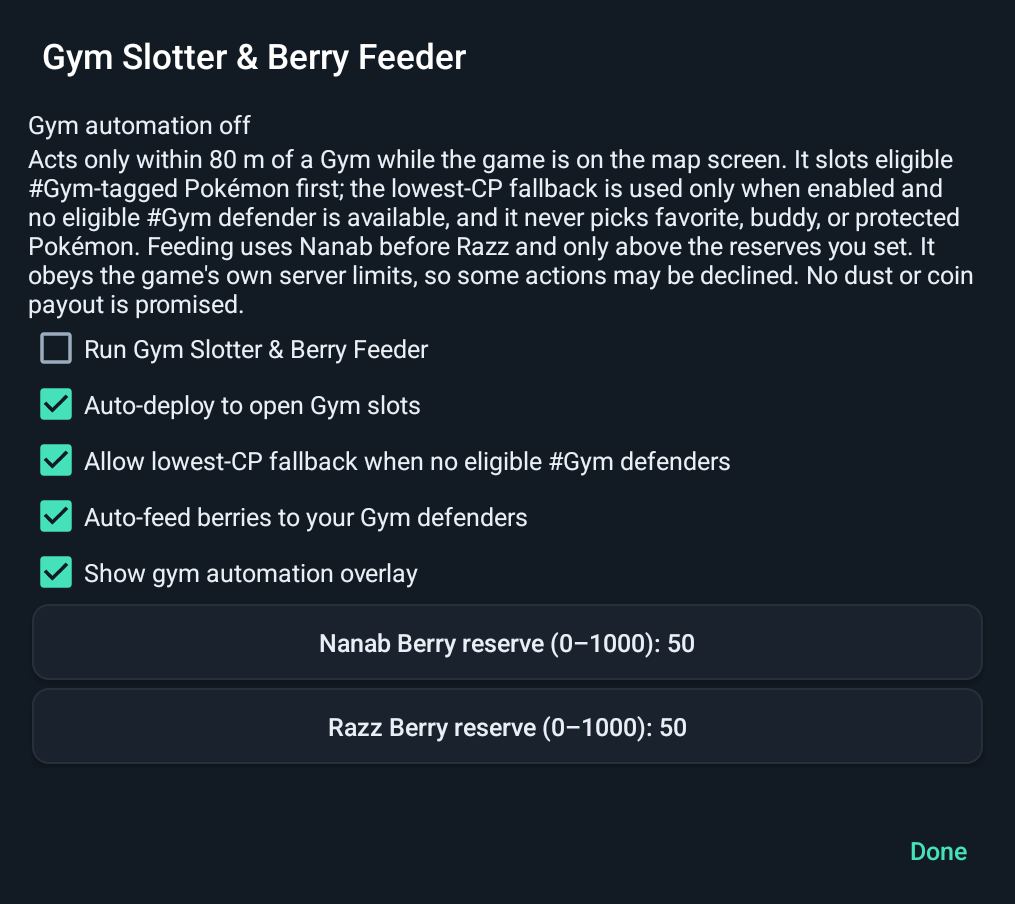 Gym Slotter & Berry Feeder
Gym automation off
Acts only within 80 m of a Gym while the game is on the map screen. It slots eligible
#Gym-tagged Pokémon first; the lowest-CP fallback is used only when enabled and
no eligible #Gym defender is available, and it never picks favorite, buddy, or protected
Pokémon. Feeding uses Nanab before Razz and only above the reserves you set. It
obeys the game's own server limits, so some actions may be declined. No dust or coin
payout is promised.
Run Gym Slotter & Berry Feeder
Auto-deploy to open Gym slots
Allow lowest-CP fallback when no eligible #Gym defenders
Auto-feed berries to your Gym defenders
Show gym automation overlay
Nanab Berry reserve (0–1000): 50
Razz Berry reserve (0–1000): 50
Done